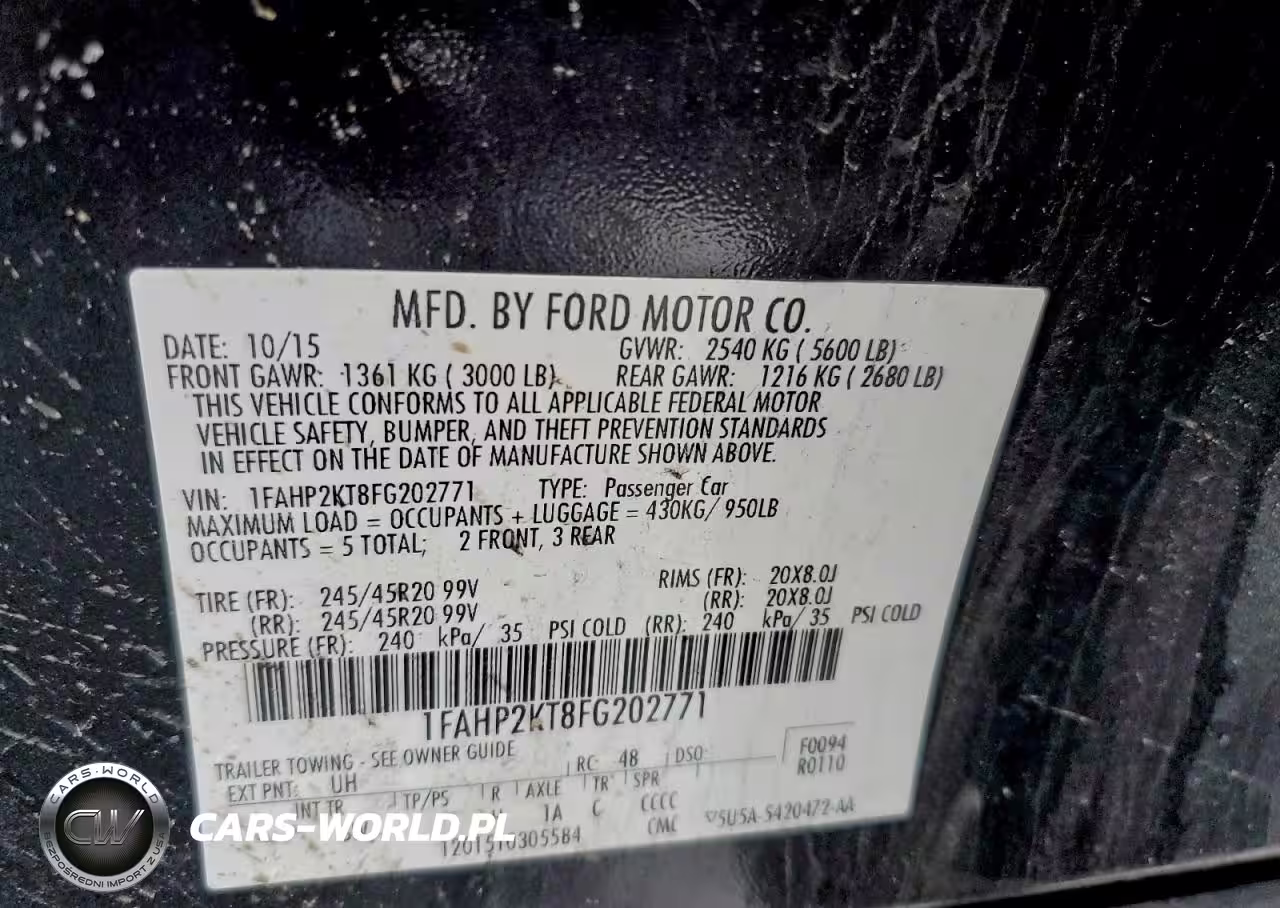 MFD. BY FORD MOTOR CO.
DATE: 10/15 GVWR: 2540 KG ( 5600 LB)
FRONT GAWR: 1361 KG ( 3000 LB) REAR GAWR: 1216 KG ( 2680 LB)
THIS VEHICLE CONFORMS TO ALL APPLICABLE FEDERAL MOTOR
VEHICLE SAFETY, BUMPER, AND THEFT PREVENTION STANDARDS
IN EFFECT ON THE DATE OF MANUFACTURE SHOWN ABOVE.
VIN: 1FAHP2KT8FG202771 TYPE: Passenger Car
MAXIMUM LOAD = OCCUPANTS + LUGGAGE = 430KG/ 950LB
OCCUPANTS = 5 TOTAL; 2 FRONT, 3 REAR
TIRE (FR): 245/45R20 99V RIMS (FR): 20X8.0J
(RR): 245/45R20 99V (RR): 20X8.0J
PRESSURE (FR): 240 kPa/ 35 PSI COLD (RR): 240 kPa/ 35 PSI COLD
1FAHP2KT8FG202771
TRAILER TOWING - SEE OWNER GUIDE RC: 48 DSO: F0094
EXT PNT: UH R0110
INT TR TP/PS R AXLE TR SPR
1A C CCCC
CMC 5U5A-5420472-AA
CARS-WORLD.PL
CARS-WORLD
CW
BEZPOŚREDNI IMPORT Z USA